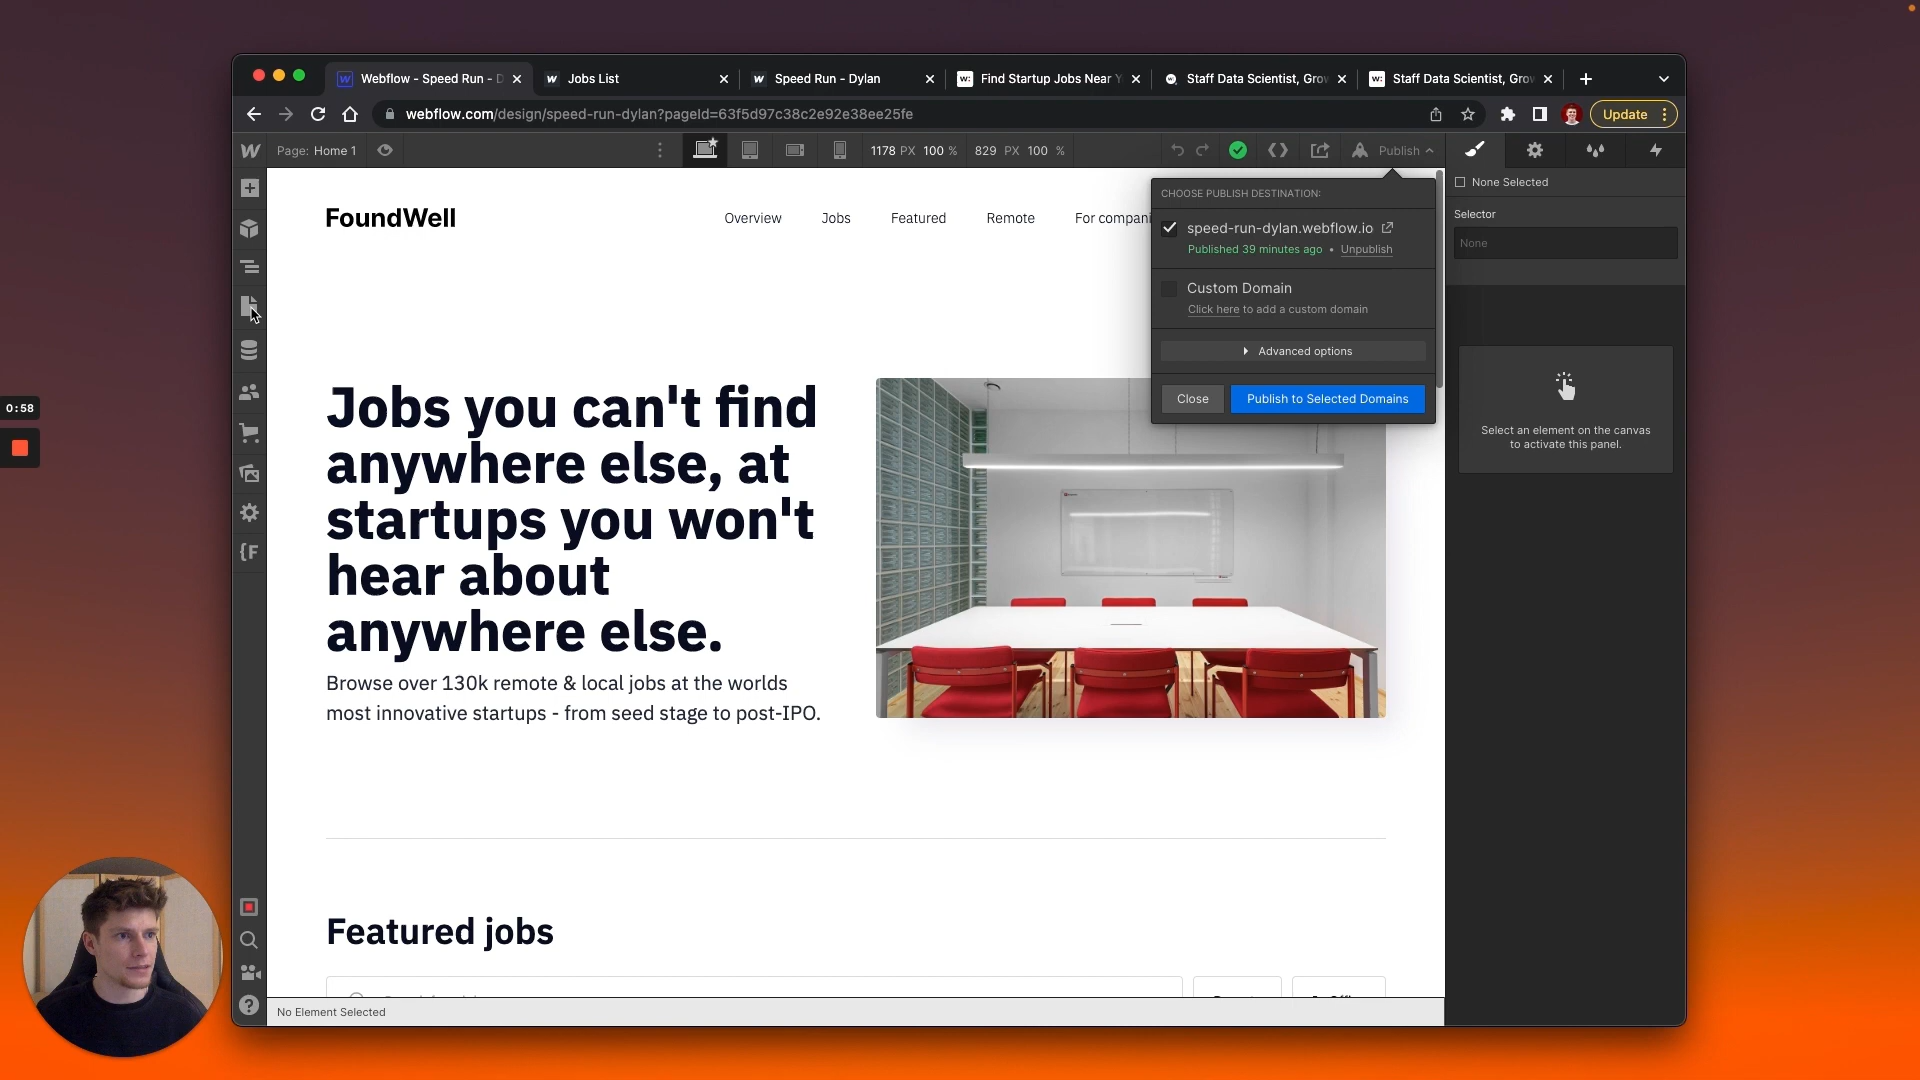 Webflow - Speed Run - D
Jobs List
Speed Run - Dylan
Find Startup Jobs Near Y
Staff Data Scientist, Grow
Staff Data Scientist, Grow
webflow.com/design/speed-run-dylan?pageId=63f5d97c38c2e92e38ee25fe
Update
Page: Home 1
1178 PX 100 %
829 PX 100 %
Publish
None Selected
Selector
None
Select an element on the canvas
to activate this panel.
CHOOSE PUBLISH DESTINATION:
speed-run-dylan.webflow.io
Published 39 minutes ago • Unpublish
Custom Domain
Click here to add a custom domain
Advanced options
Close
Publish to Selected Domains
FoundWell
Overview
Jobs
Featured
Remote
For compani
Jobs you can't find
anywhere else, at
startups you won't
hear about
anywhere else.
Browse over 130k remote & local jobs at the worlds
most innovative startups - from seed stage to post-IPO.
Featured jobs
No Element Selected
0:58